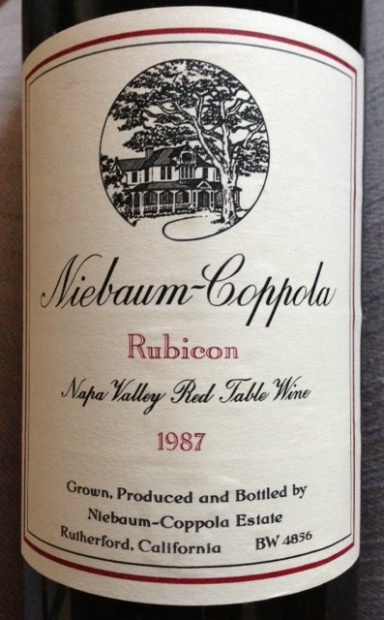 Niebaum-Coppola
Rubicon
Napa Valley Red Table Wine
1987
Grown, Produced and Bottled by
Niebaum-Coppola Estate
Rutherford, California BW 4856